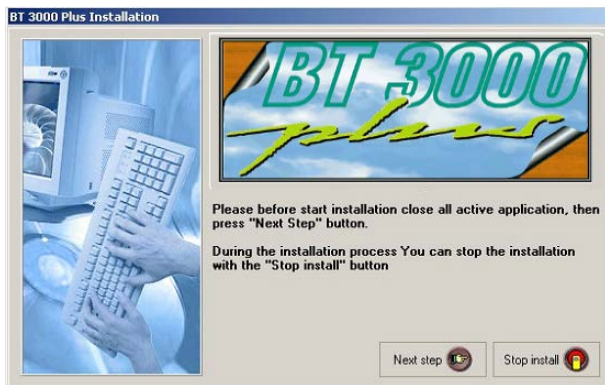 BT 3000 Plus Installation
BT 3000
plus
Please before start installation close all active application, then
press "Next Step" button.
During the installation process You can stop the installation
with the "Stop install" button
Next step
Stop install